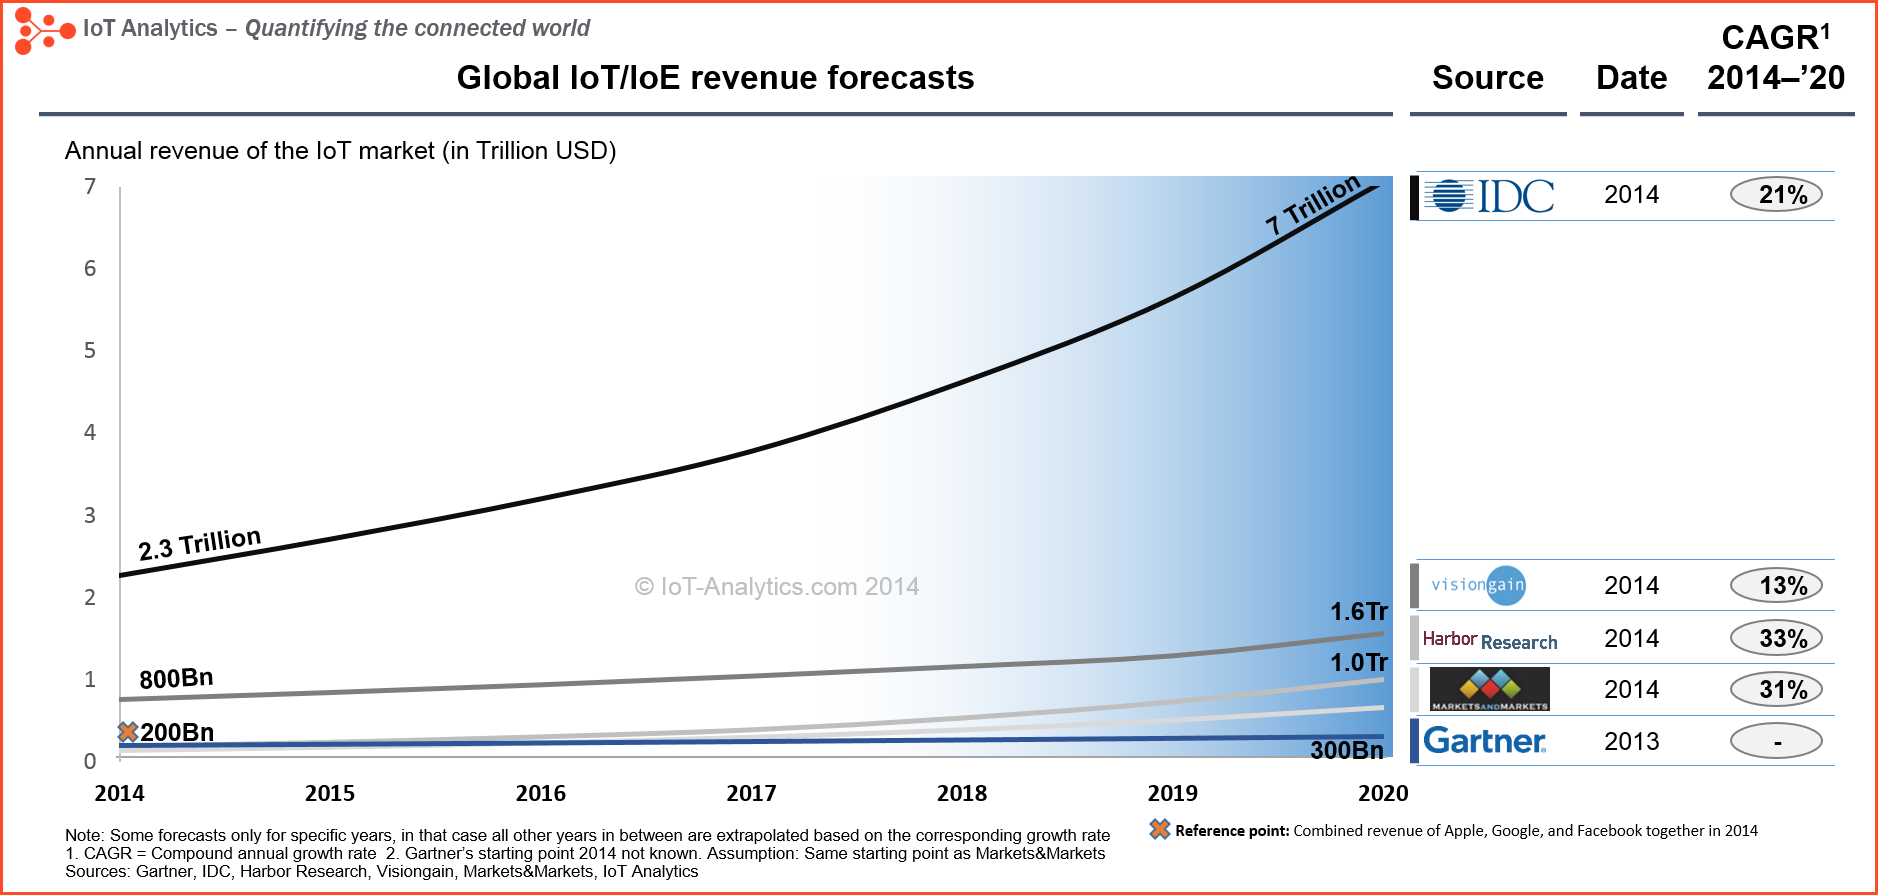 IoT Analytics – Quantifying the connected world
Global IoT/IoE revenue forecasts
Source
Date
CAGR1
2014–’20
Annual revenue of the IoT market (in Trillion USD)
7
6
5
4
3
2
1
0
2.3 Trillion
7 Trillion
© IoT-Analytics.com 2014
800Bn
1.6Tr
1.0Tr
200Bn
300Bn
2014
2015
2016
2017
2018
2019
2020
IDC
2014
21%
visiongain
2014
13%
Harbor Research
2014
33%
MARKETSANDMARKETS
2014
31%
Gartner
2013
-
Note: Some forecasts only for specific years, in that case all other years in between are extrapolated based on the corresponding growth rate
1. CAGR = Compound annual growth rate 2. Gartner’s starting point 2014 not known. Assumption: Same starting point as Markets&Markets
Sources: Gartner, IDC, Harbor Research, Visiongain, Markets&Markets, IoT Analytics
Reference point: Combined revenue of Apple, Google, and Facebook together in 2014